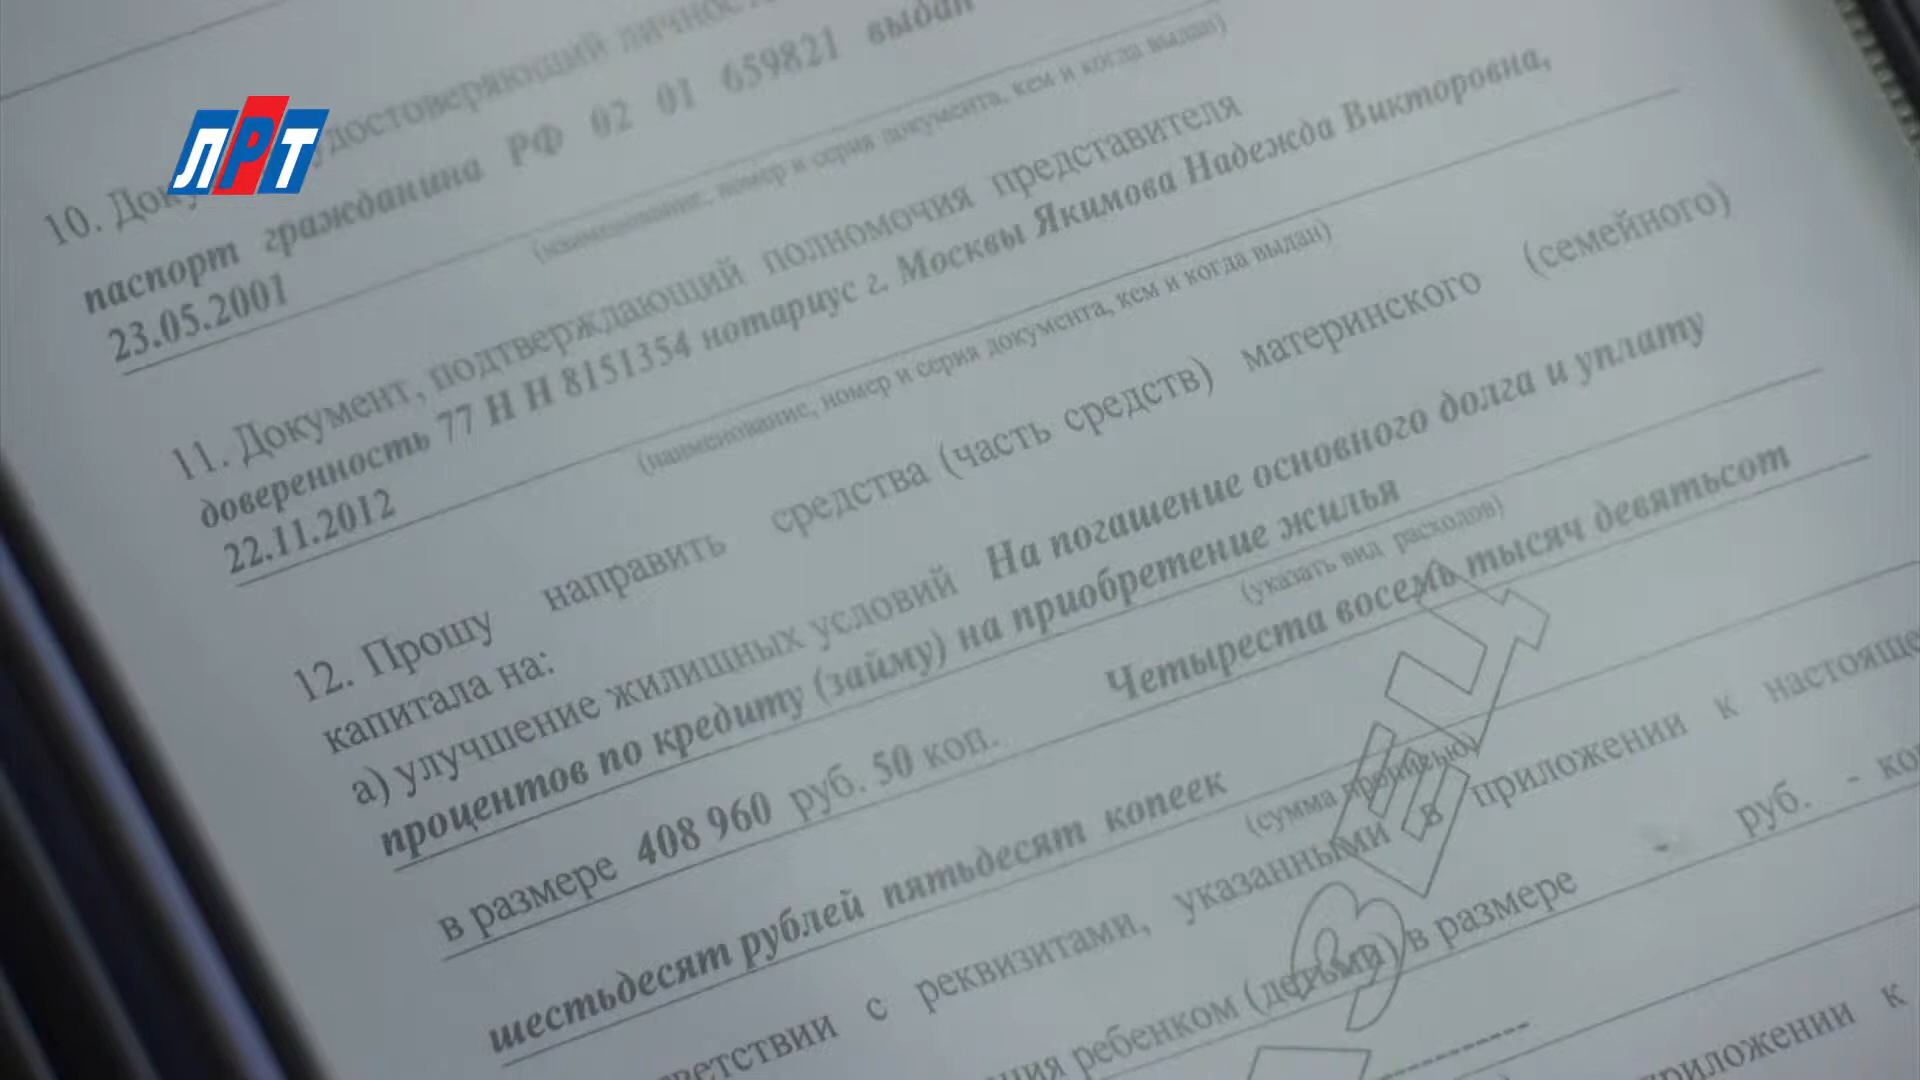 ЛРТ
10. Документ, удостоверяющий личность
паспорт гражданина РФ 02 01 659821 выдан
23.05.2001
(наименование, номер и серия документа, кем и когда выдан)
11. Документ, подтверждающий полномочия представителя
доверенность 77 Н Н 8151354 нотариус г. Москвы Якимова Надежда Викторовна,
22.11.2012
(наименование, номер и серия документа, кем и когда выдан)
12. Прошу направить средства (часть средств) материнского (семейного)
капитала на:
а) улучшение жилищных условий На погашение основного долга и уплату
процентов по кредиту (займу) на приобретение жилья
(указать вид расходов)
в размере 408 960 руб. 50 коп. Четыреста восемь тысяч девятьсот
шестьдесят рублей пятьдесят копеек
(сумма прописью)
ветствии с реквизитами, указанными в приложении к настояще
ния ребенком (детьми) в размере - руб. - ко
риложении к